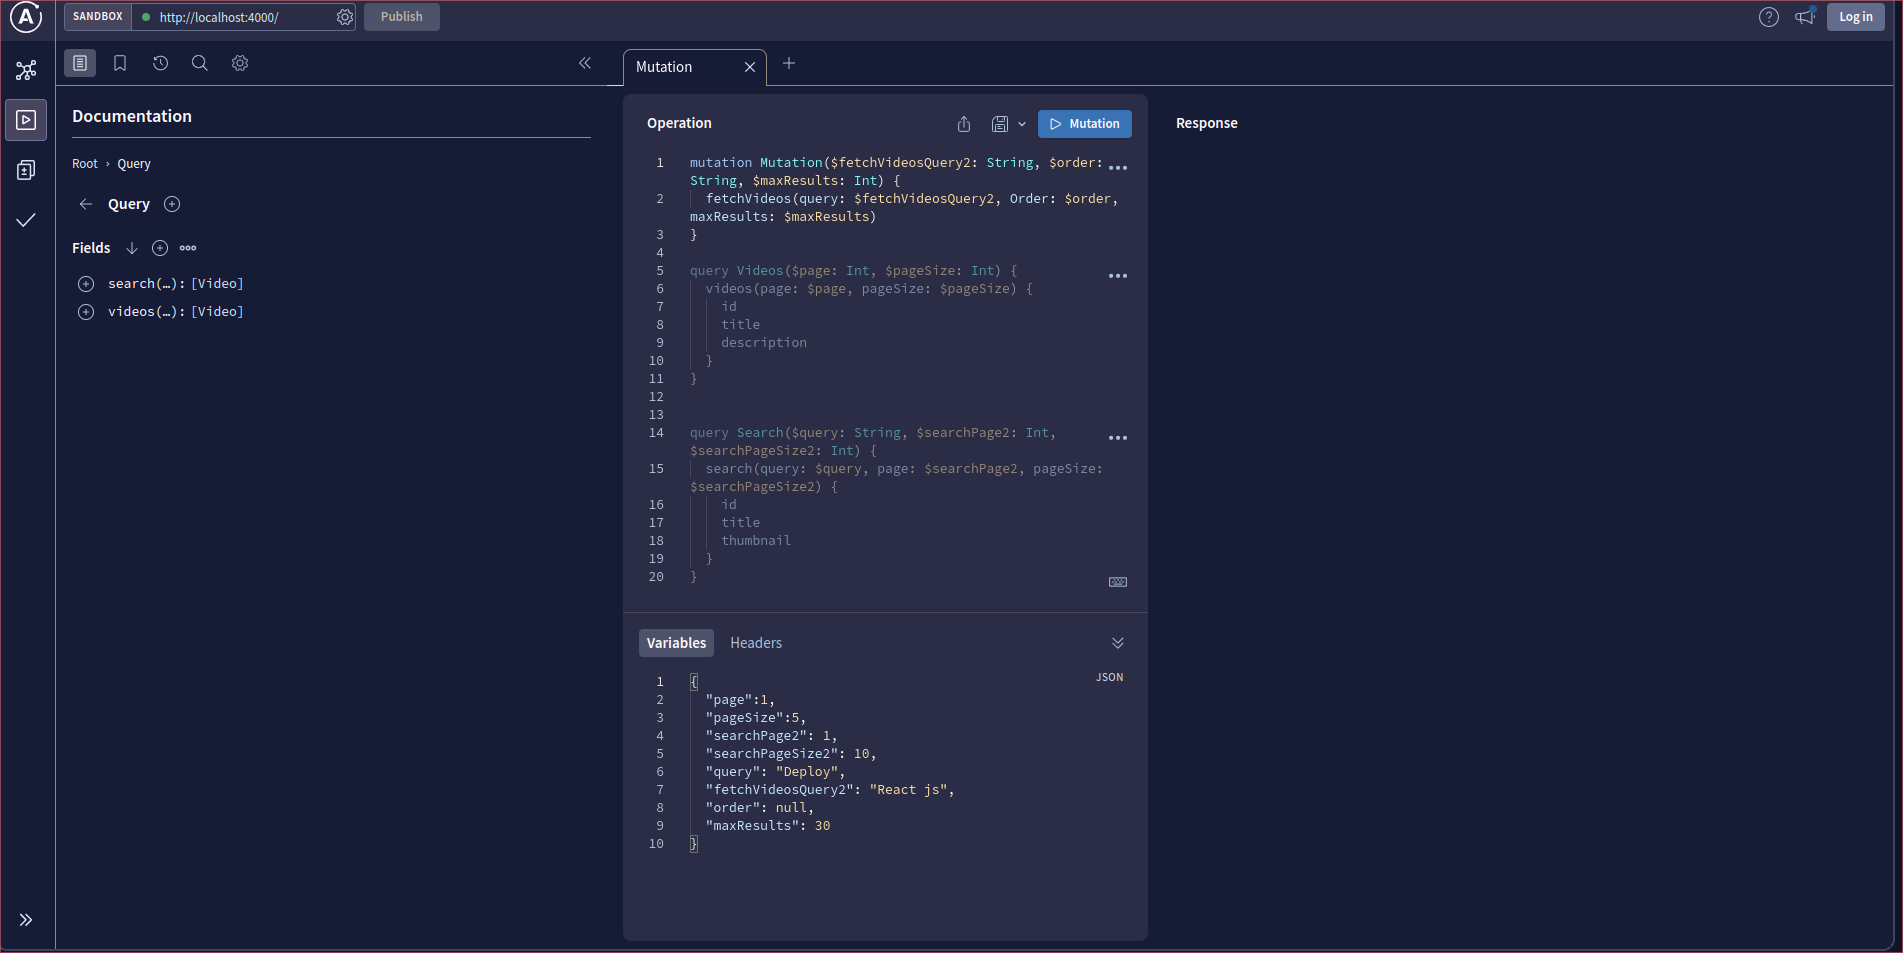 SANDBOX
http://localhost:4000/
Publish
Log in
Documentation
Root › Query
Query
Fields
search(…): [Video]
videos(…): [Video]
Mutation
Operation
Mutation
1 mutation Mutation($fetchVideosQuery2: String, $order:
String, $maxResults: Int) {
2 fetchVideos(query: $fetchVideosQuery2, Order: $order,
maxResults: $maxResults)
3 }
4
5 query Videos($page: Int, $pageSize: Int) {
6 videos(page: $page, pageSize: $pageSize) {
7 id
8 title
9 description
10 }
11 }
12
13
14 query Search($query: String, $searchPage2: Int,
$searchPageSize2: Int) {
15 search(query: $query, page: $searchPage2, pageSize:
$searchPageSize2) {
16 id
17 title
18 thumbnail
19 }
20 }
Variables
Headers
JSON
1 {
2 "page":1,
3 "pageSize":5,
4 "searchPage2": 1,
5 "searchPageSize2": 10,
6 "query": "Deploy",
7 "fetchVideosQuery2": "React js",
8 "order": null,
9 "maxResults": 30
10 }
Response